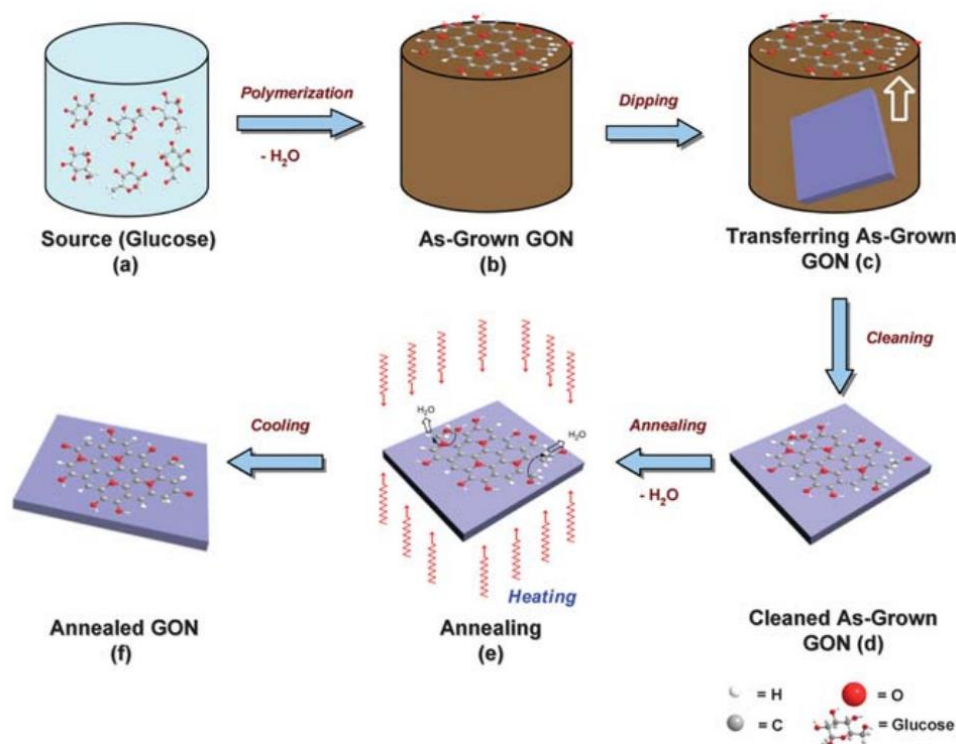 Polymerization
- H₂O
Dipping
Source (Glucose)
(a)
As-Grown GON
(b)
Transferring As-Grown
GON (c)
Cleaning
H₂O
H₂O
Cooling
Annealing
- H₂O
Heating
Annealed GON
(f)
Annealing
(e)
Cleaned As-Grown
GON (d)
= H
= O
= C
= Glucose